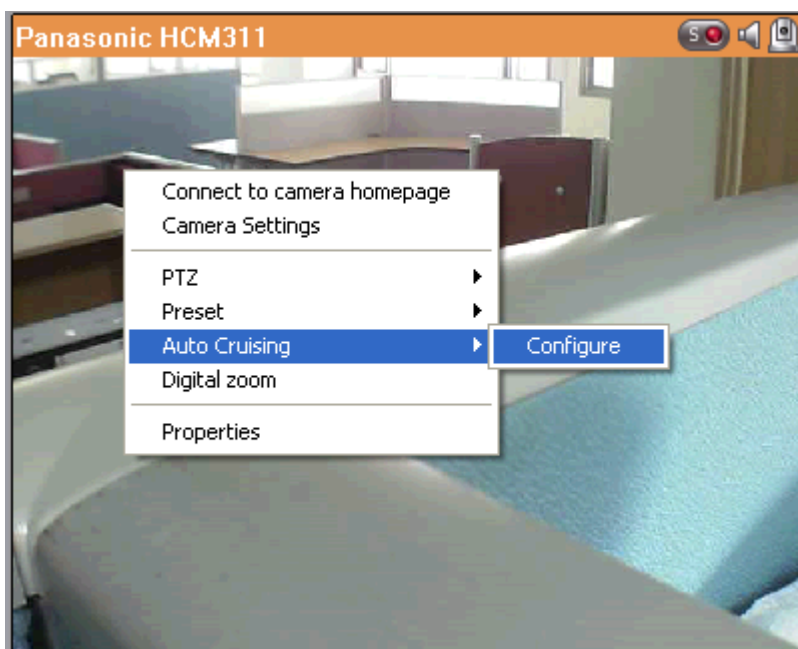 Panasonic HCM311
S
Connect to camera homepage
Camera Settings
PTZ
Preset
Auto Cruising
Configure
Digital zoom
Properties